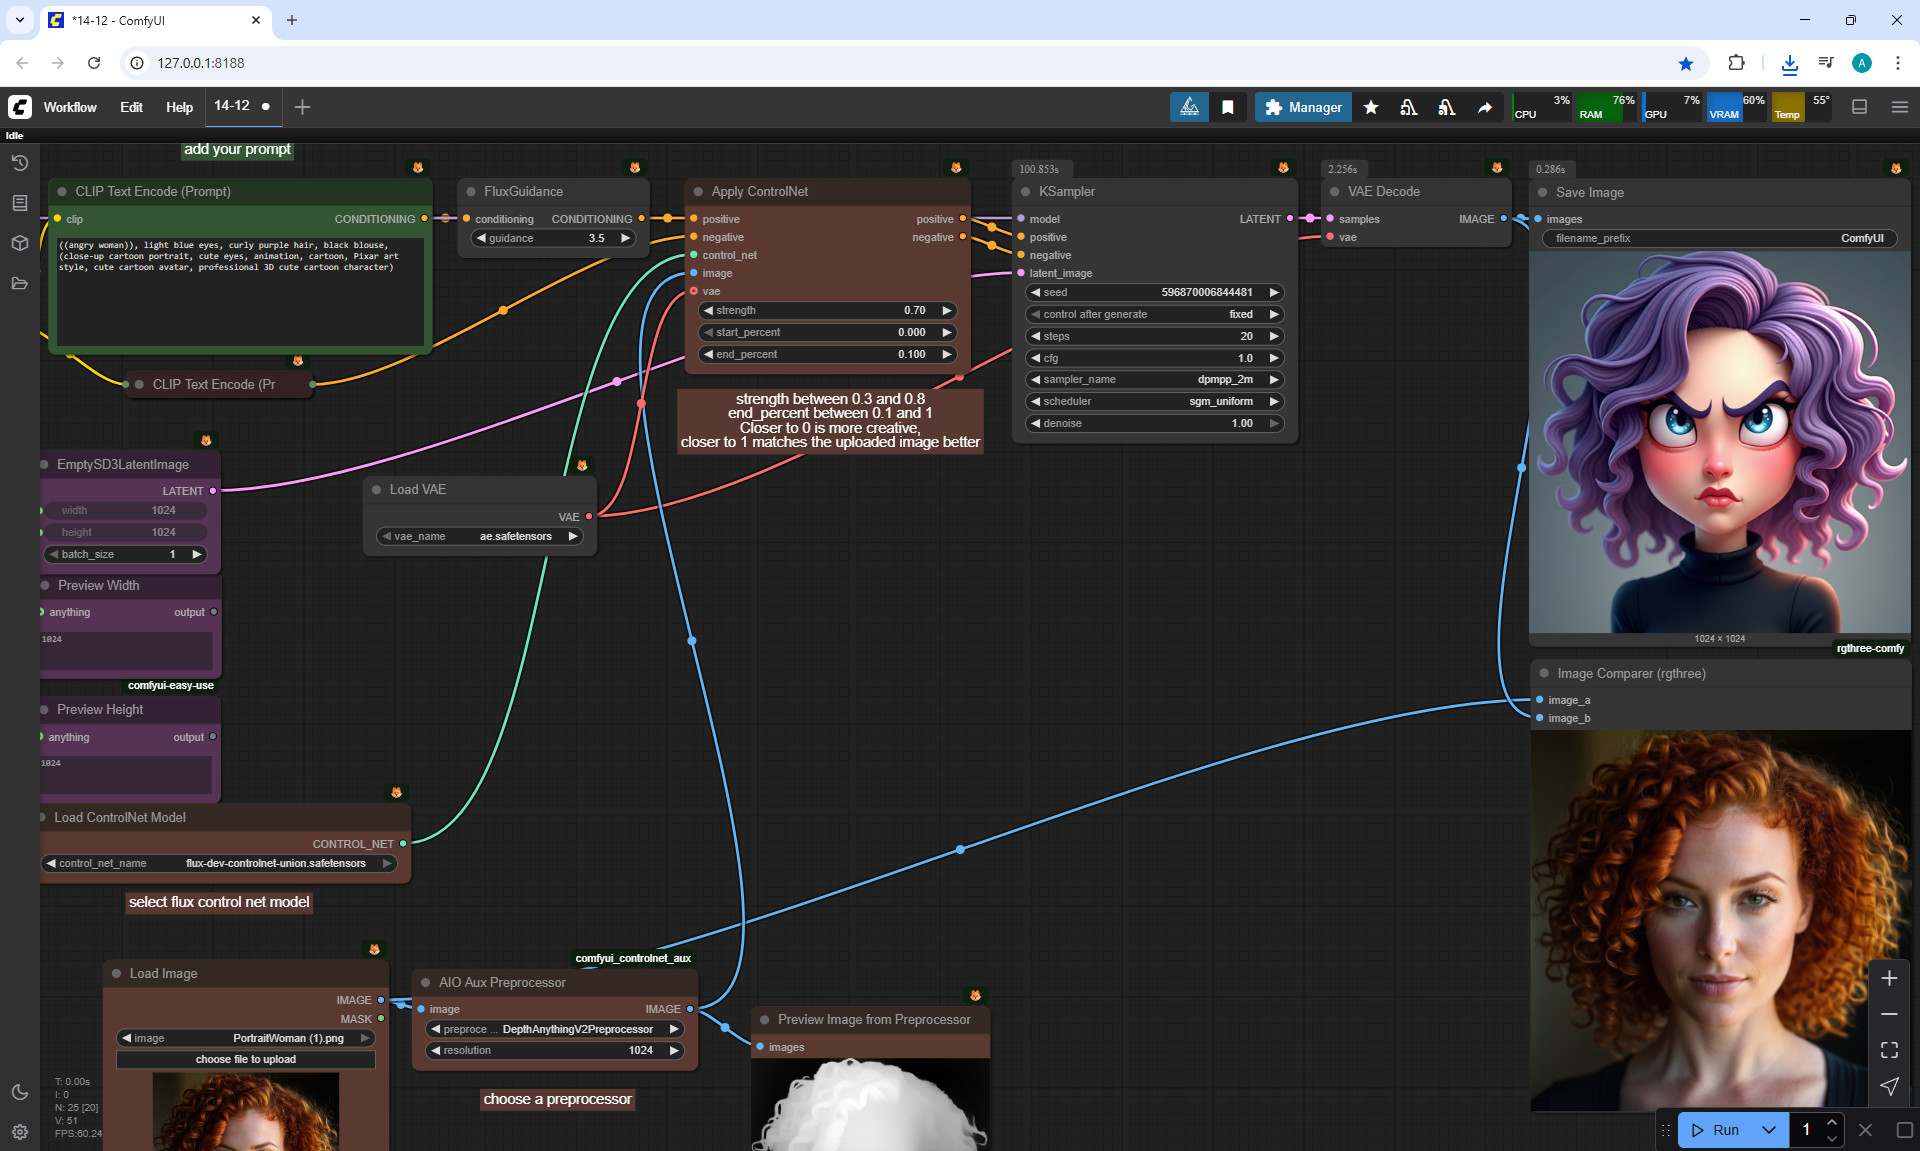 *14-12 - ComfyUI
127.0.0.1:8188
A
Workflow
Edit
Help
14-12
Manager
CPU
3%
RAM
76%
GPU
7%
VRAM
60%
Temp
55°
Idle
add your prompt
CLIP Text Encode (Prompt)
clip
CONDITIONING
((angry woman)), light blue eyes, curly purple hair, black blouse,
(close-up cartoon portrait, cute eyes, animation, cartoon, Pixar art
style, cute cartoon avatar, professional 3D cute cartoon character)
FluxGuidance
conditioning
CONDITIONING
guidance
3.5
Apply ControlNet
positive
positive
negative
negative
control_net
image
vae
strength
0.70
start_percent
0.000
end_percent
0.100
strength between 0.3 and 0.8
end_percent between 0.1 and 1
Closer to 0 is more creative,
closer to 1 matches the uploaded image better
100.853s
KSampler
model
LATENT
positive
negative
latent_image
seed
596870006844481
control after generate
fixed
steps
20
cfg
1.0
sampler_name
dpmpp_2m
scheduler
sgm_uniform
denoise
1.00
2.256s
VAE Decode
samples
IMAGE
vae
0.286s
Save Image
images
filename_prefix
ComfyUI
1024 × 1024
rgthree-comfy
Image Comparer (rgthree)
image_a
image_b
CLIP Text Encode (Pr
EmptySD3LatentImage
LATENT
width
1024
height
1024
batch_size
1
Preview Width
anything
output
1024
comfyui-easy-use
Preview Height
anything
output
1024
Load VAE
VAE
vae_name
ae.safetensors
Load ControlNet Model
CONTROL_NET
control_net_name
flux-dev-controlnet-union.safetensors
select flux control net model
Load Image
IMAGE
MASK
image
PortraitWoman (1).png
choose file to upload
comfyui_controlnet_aux
AIO Aux Preprocessor
image
IMAGE
preproce ...
DepthAnythingV2Preprocessor
resolution
1024
choose a preprocessor
Preview Image from Preprocessor
images
T: 0.00s
I: 0
N: 25 [20]
V: 51
FPS:60.24
Run
1